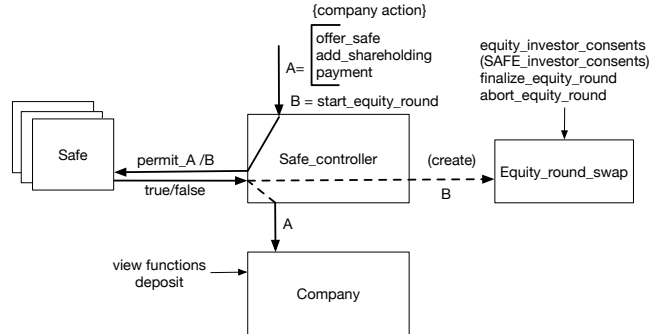 {company action}
offer_safe
A= add_shareholding
payment
B = start_equity_round
equity_investor_consents
(SAFE_investor_consents)
finalize_equity_round
abort_equity_round
Safe
permit_A /B
true/false
Safe_controller
(create)
B
Equity_round_swap
A
view functions
deposit
Company